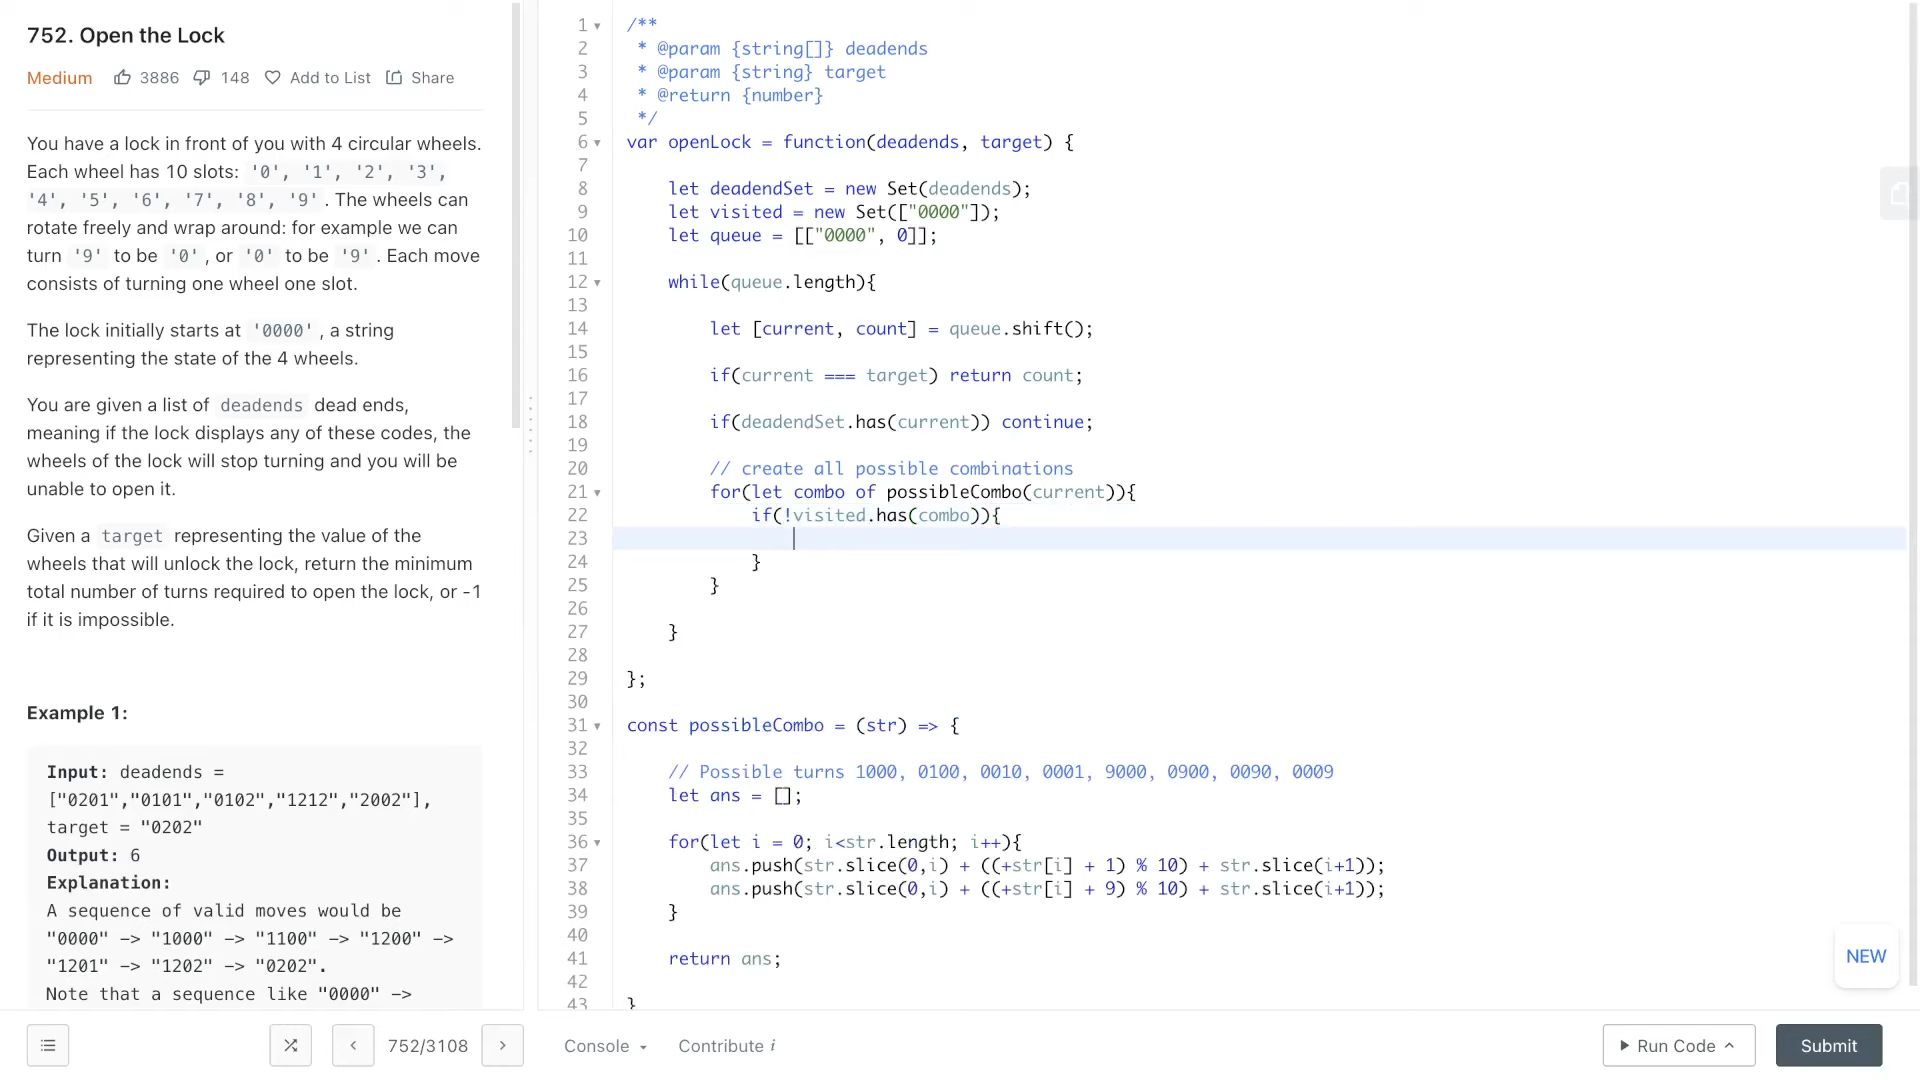 752. Open the Lock
Medium 3886 148 Add to List Share
You have a lock in front of you with 4 circular wheels.
Each wheel has 10 slots: '0', '1', '2', '3',
'4', '5', '6', '7', '8', '9'. The wheels can
rotate freely and wrap around: for example we can
turn '9' to be '0', or '0' to be '9'. Each move
consists of turning one wheel one slot.
The lock initially starts at '0000', a string
representing the state of the 4 wheels.
You are given a list of deadends dead ends,
meaning if the lock displays any of these codes, the
wheels of the lock will stop turning and you will be
unable to open it.
Given a target representing the value of the
wheels that will unlock the lock, return the minimum
total number of turns required to open the lock, or -1
if it is impossible.
Example 1:
Input: deadends =
["0201","0101","0102","1212","2002"],
target = "0202"
Output: 6
Explanation:
A sequence of valid moves would be
"0000" -> "1000" -> "1100" -> "1200" ->
"1201" -> "1202" -> "0202".
Note that a sequence like "0000" ->
752/3108
1 /**
2 * @param {string[]} deadends
3 * @param {string} target
4 * @return {number}
5 */
6 var openLock = function(deadends, target) {
7
8 let deadendSet = new Set(deadends);
9 let visited = new Set(["0000"]);
10 let queue = [["0000", 0]];
11
12 while(queue.length){
13
14 let [current, count] = queue.shift();
15
16 if(current === target) return count;
17
18 if(deadendSet.has(current)) continue;
19
20 // create all possible combinations
21 for(let combo of possibleCombo(current)){
22 if(!visited.has(combo)){
23
24 }
25 }
26
27 }
28
29 };
30
31 const possibleCombo = (str) => {
32
33 // Possible turns 1000, 0100, 0010, 0001, 9000, 0900, 0090, 0009
34 let ans = [];
35
36 for(let i = 0; i<str.length; i++){
37 ans.push(str.slice(0,i) + ((+str[i] + 1) % 10) + str.slice(i+1));
38 ans.push(str.slice(0,i) + ((+str[i] + 9) % 10) + str.slice(i+1));
39 }
40
41 return ans;
42
43 }
NEW
Console Contribute i Run Code Submit